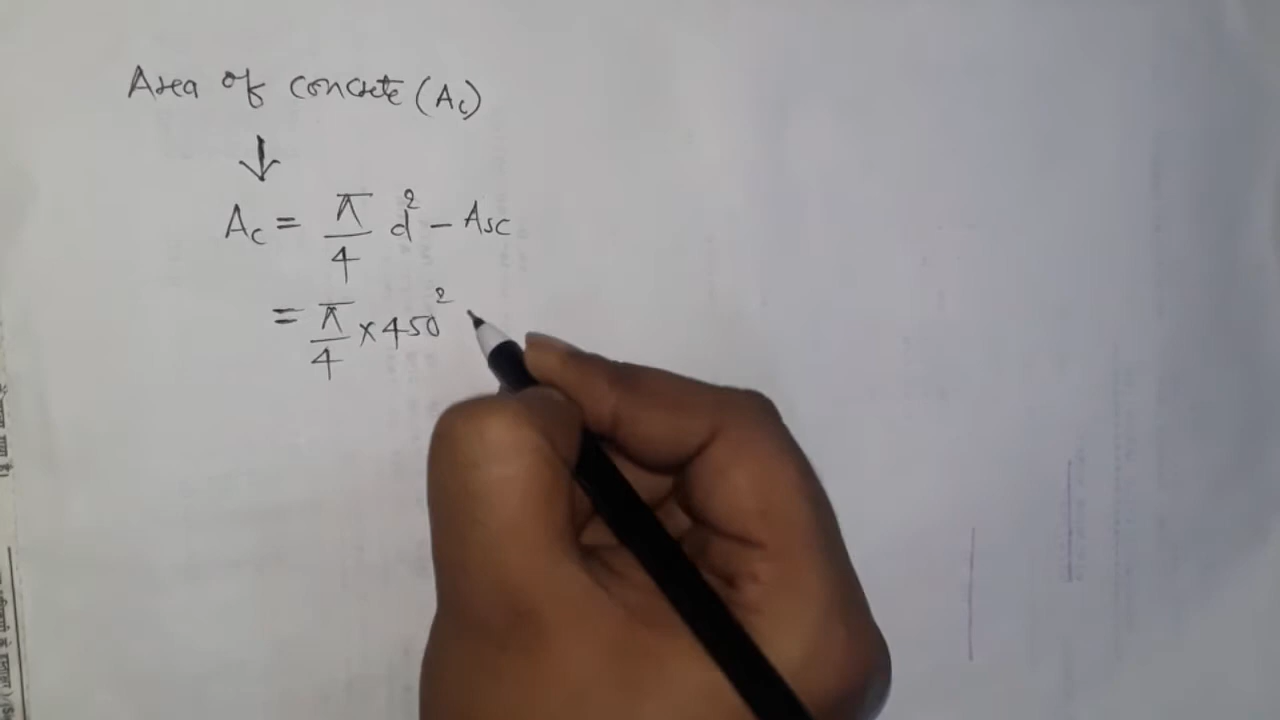 Area of concrete (Ac)
↓
Ac = π/4 d² - Asc
= π/4 × 450²